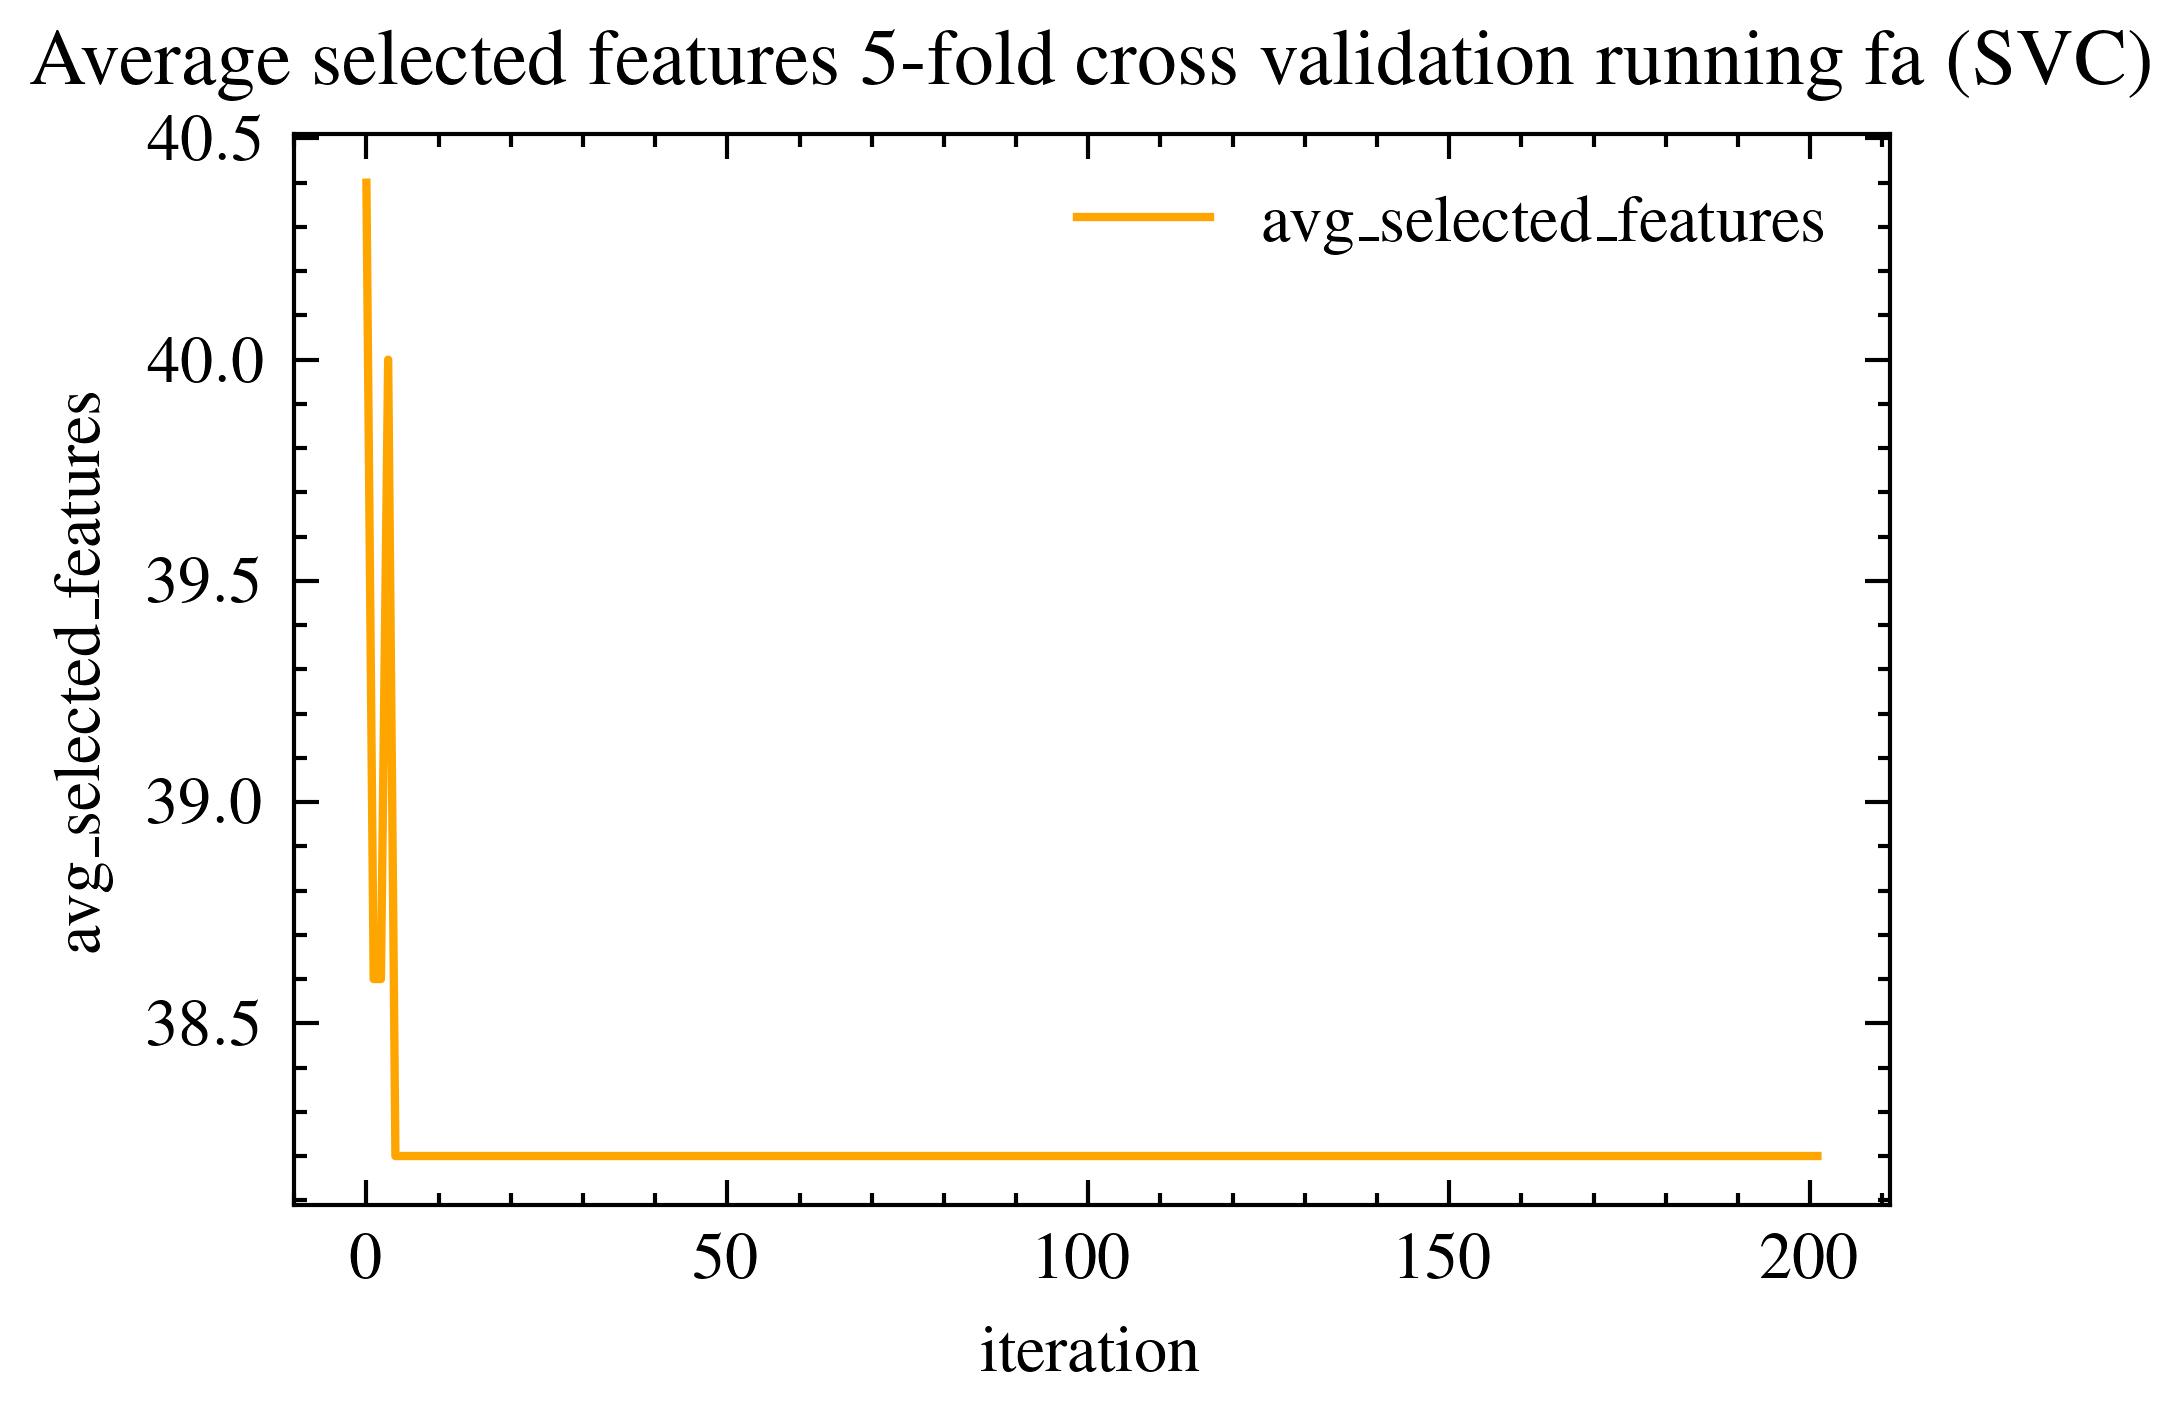 Average selected features 5-fold cross validation running fa (SVC)
40.5
avg_selected_features
40.0
39.5
39.0
38.5
avg_selected_features
0 50 100 150 200
iteration